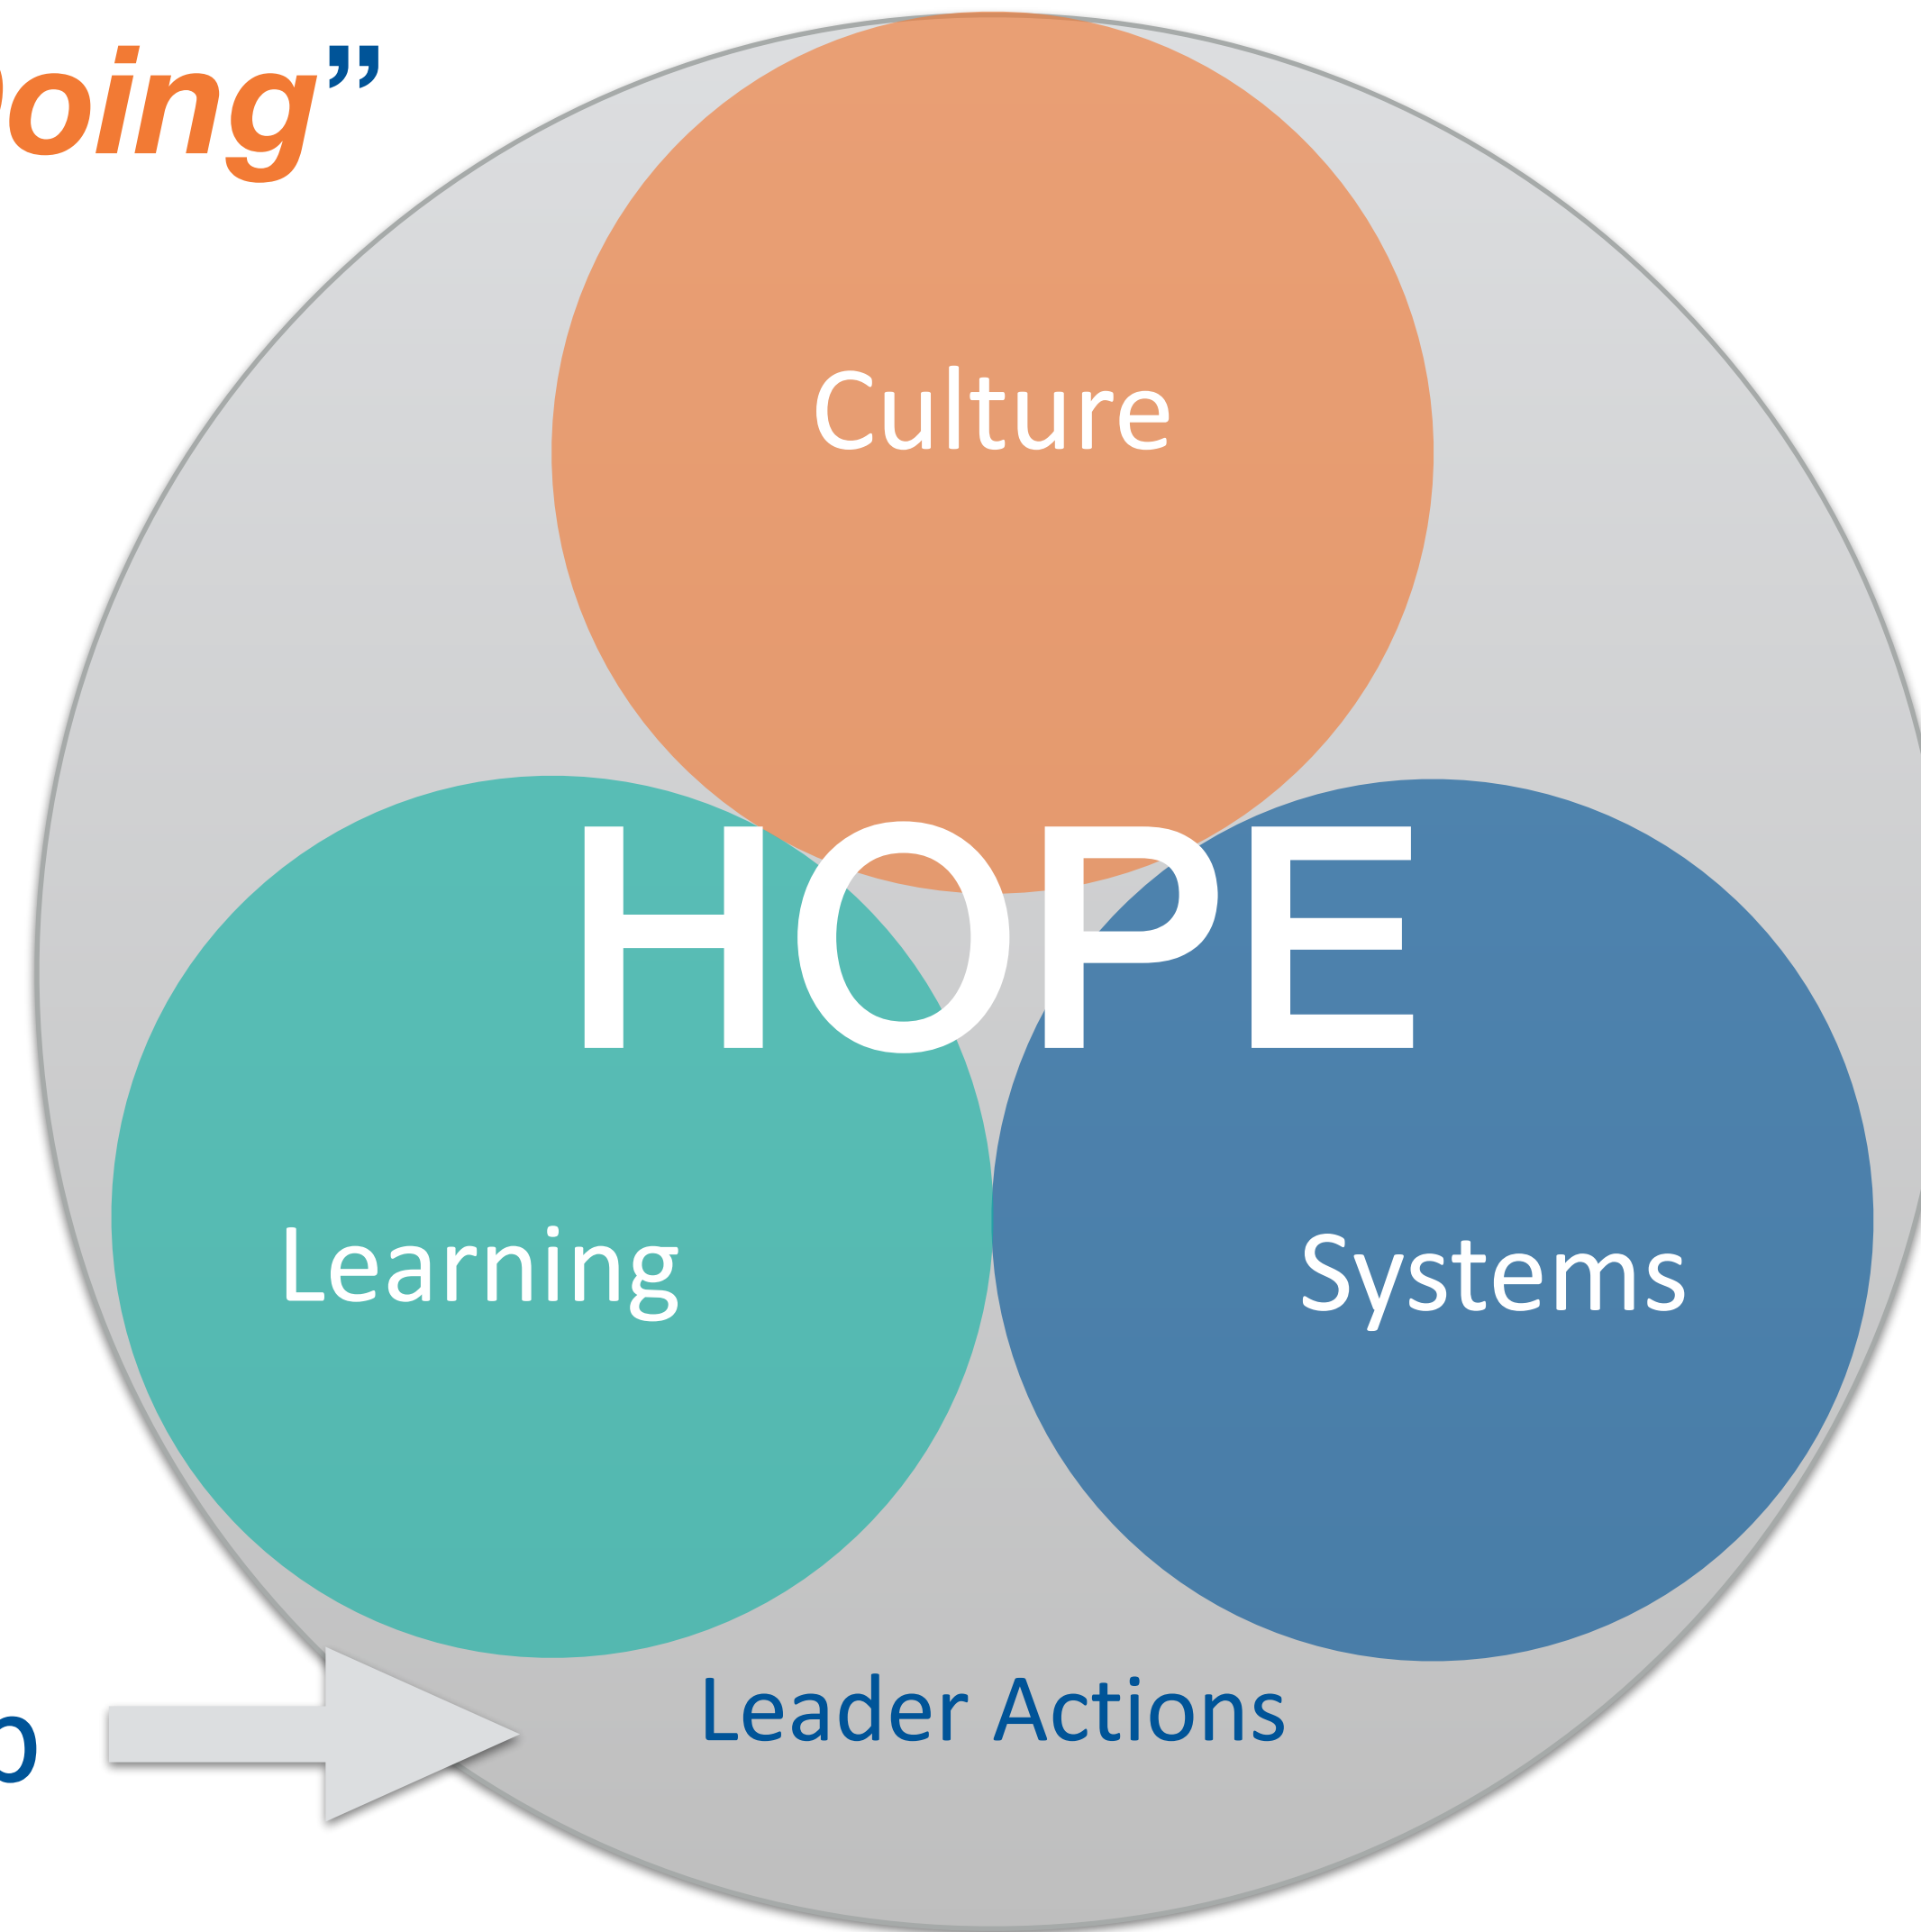 oing”
Culture
HOPE
Learning
Systems
Leader Actions